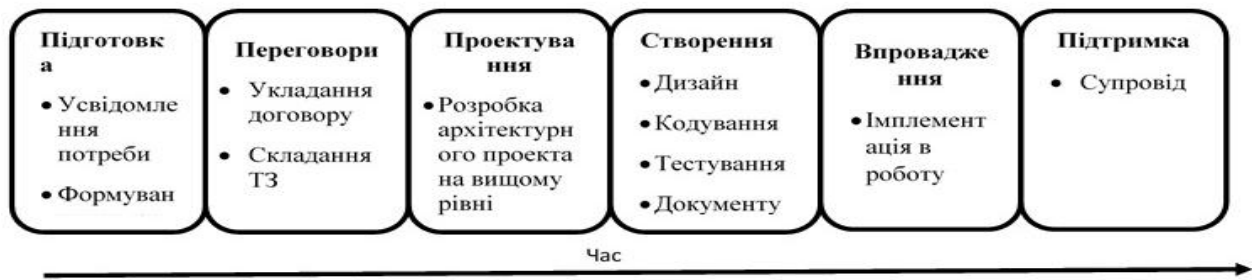 Підготовк
а
• Усвідомле
ння
потреби
• Формуван
Переговори
• Укладання
договору
• Складання
ТЗ
Проектува
ння
• Розробка
архітектурн
ого проекта
на вищому
рівні
Створення
• Дизайн
• Кодування
• Тестування
• Документу
Впроваджe
ння
• Імплемент
ація в
роботу
Підтримка
• Супровід
Час